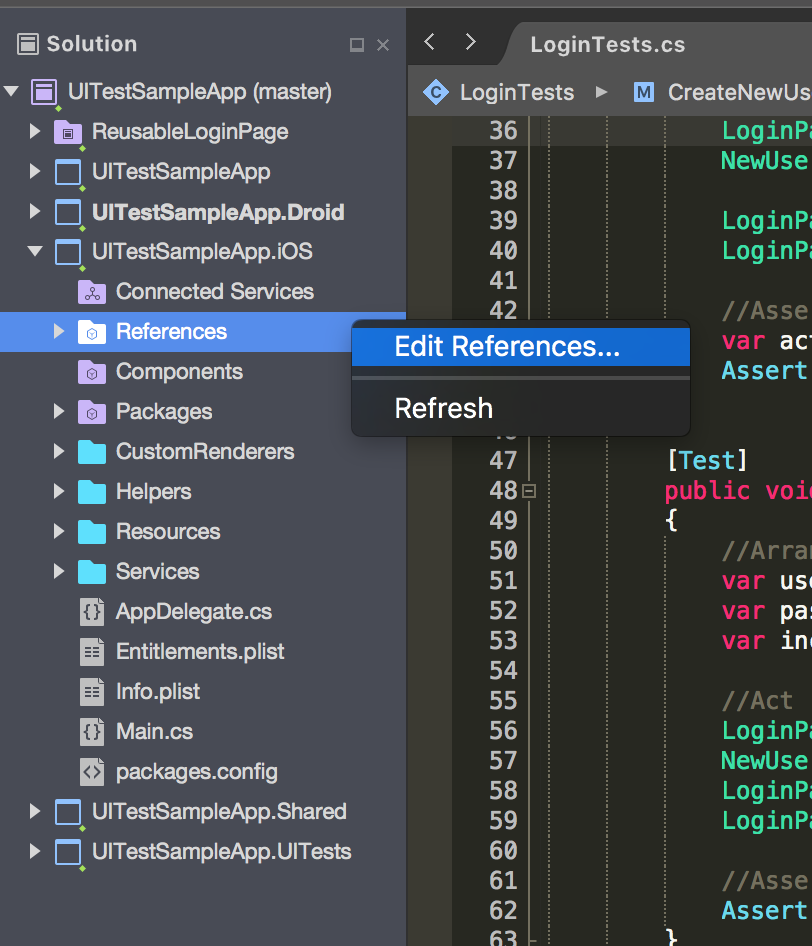 Solution
UITestSampleApp (master)
ReusableLoginPage
UITestSampleApp
UITestSampleApp.Droid
UITestSampleApp.iOS
Connected Services
References
Components
Packages
CustomRenderers
Helpers
Resources
Services
AppDelegate.cs
Entitlements.plist
Info.plist
Main.cs
packages.config
UITestSampleApp.Shared
UITestSampleApp.UITests
Edit References...
Refresh
LoginTests.cs
LoginTests M CreateNewUs
36 LoginPa
37 NewUse
38
39 LoginPa
40 LoginPa
41
42 //Asse
var act
Assert
47 [Test]
48 public void
49 {
50 //Arran
51 var use
52 var pas
53 var inc
54
55 //Act
56 LoginPa
57 NewUse
58 LoginPa
59 LoginPa
60
61 //Asse
62 Assert
63 }